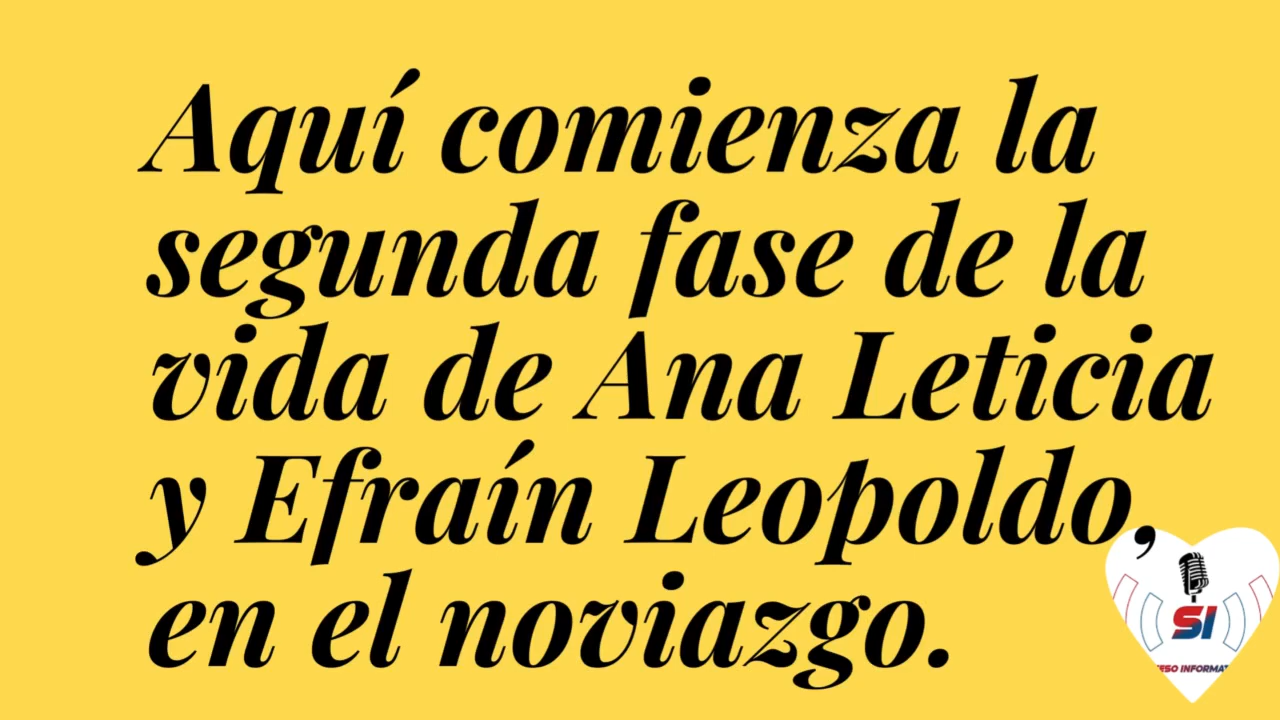 Aquí comienza la
segunda fase de la
vida de Ana Leticia
y Efraín Leopoldo,
en el noviazgo.
SI